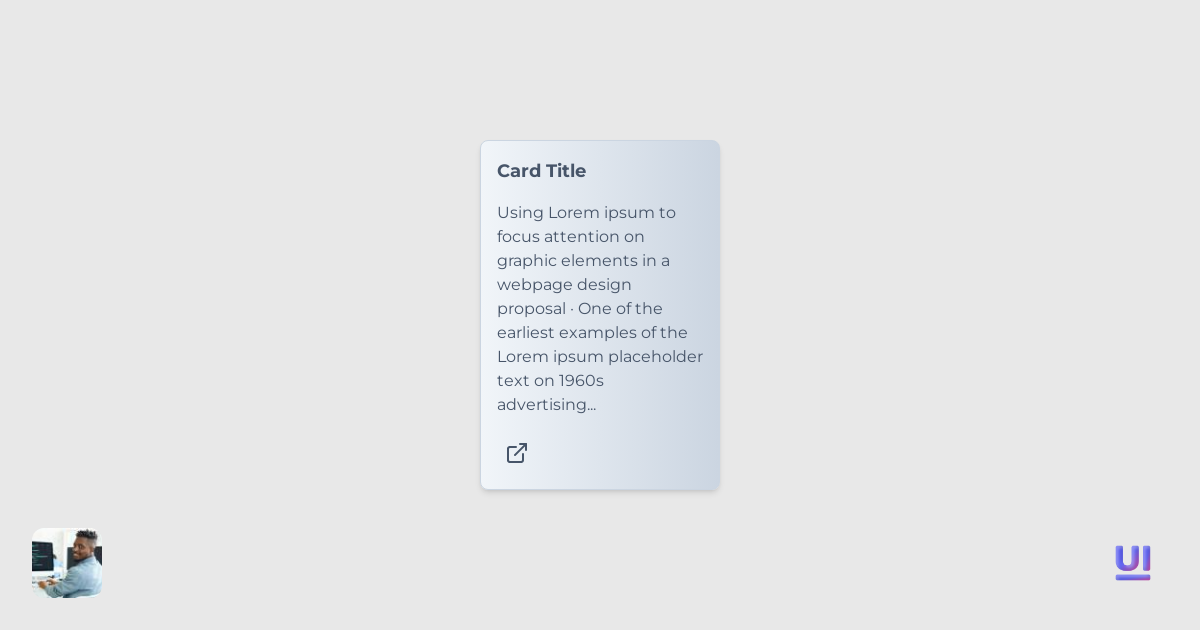 Card Title
Using Lorem ipsum to
focus attention on
graphic elements in a
webpage design
proposal · One of the
earliest examples of the
Lorem ipsum placeholder
text on 1960s
advertising...
UI